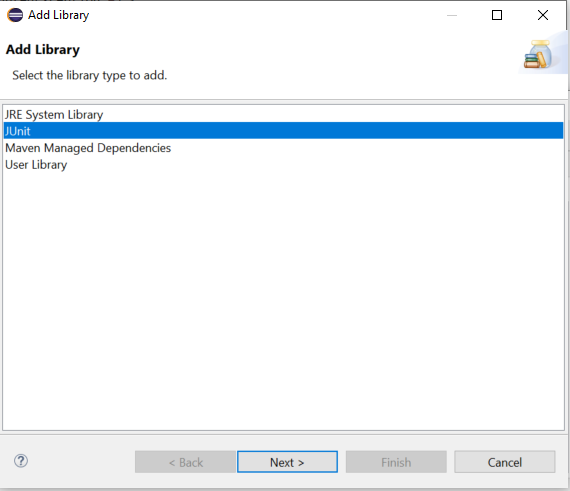 Add Library
Add Library
Select the library type to add.
JRE System Library
JUnit
Maven Managed Dependencies
User Library
?
< Back
Next >
Finish
Cancel